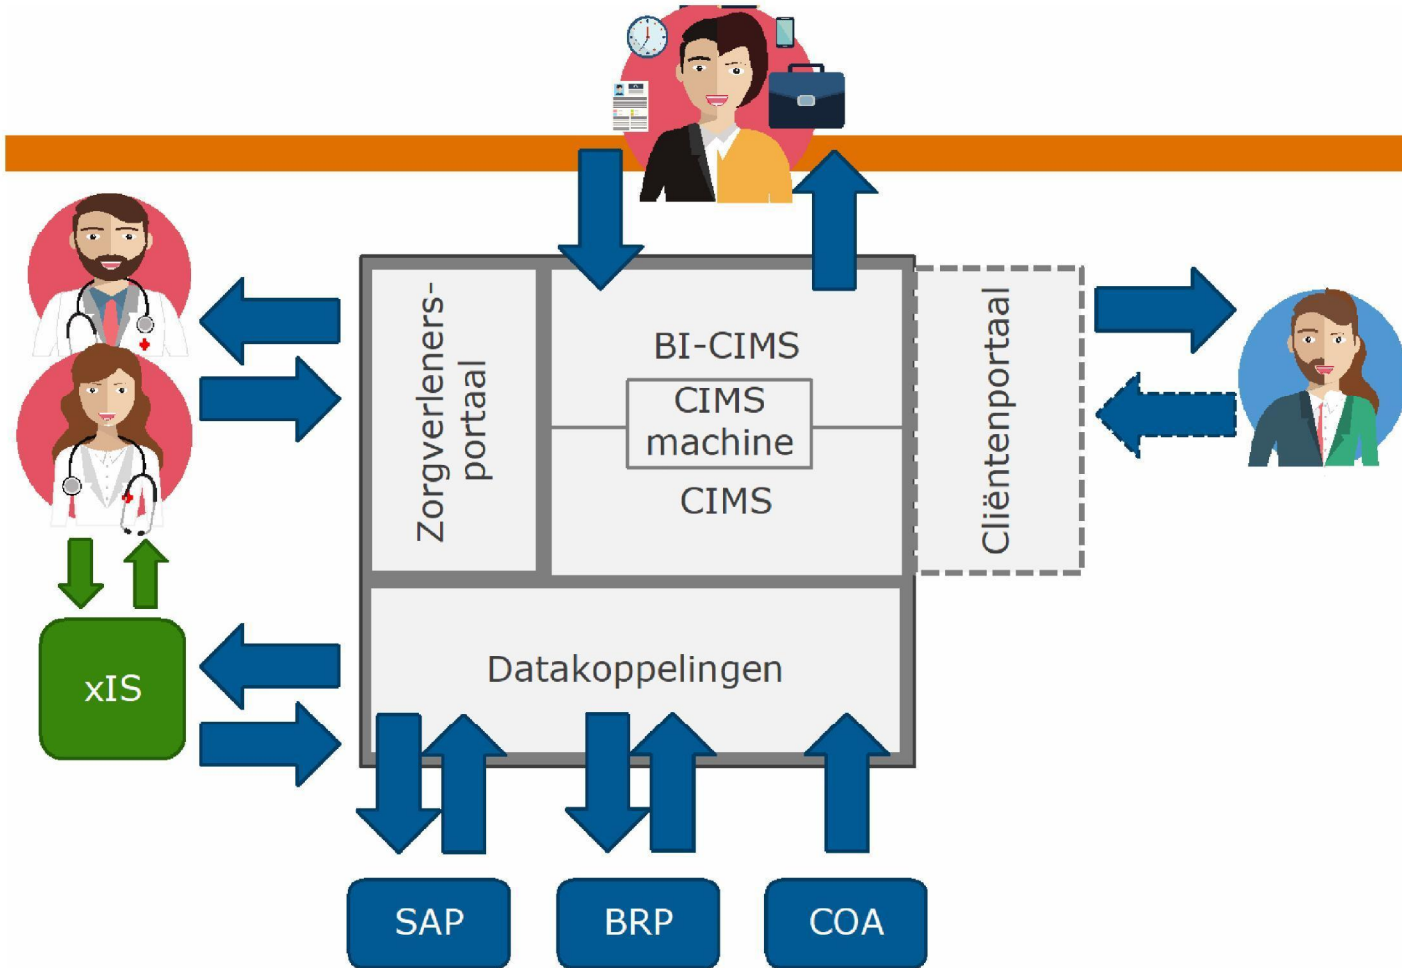 Zorgverleners-
portaal
BI-CIMS
CIMS
machine
CIMS
Cliëntenportaal
Datakoppelingen
xIS
SAP
BRP
COA